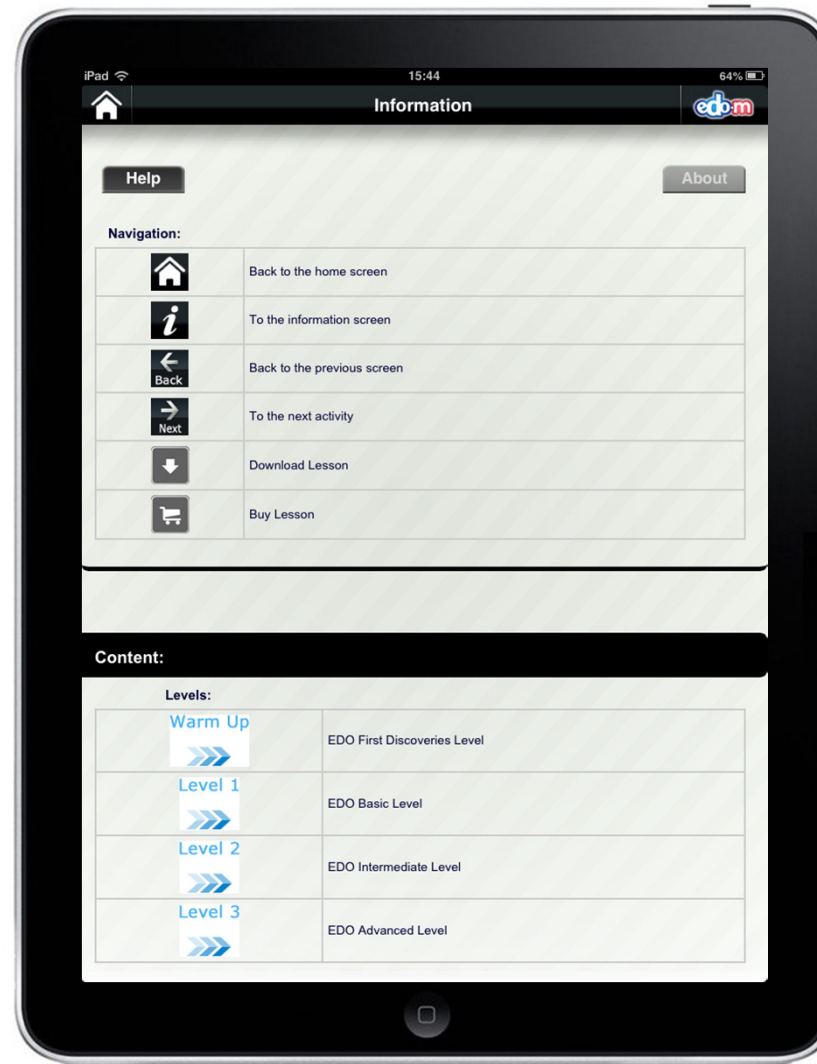 iPad 15:44 64%
Information
edo-m
Help
About
Navigation:
Back to the home screen
i To the information screen
Back Back to the previous screen
Next To the next activity
Download Lesson
Buy Lesson
Content:
Levels:
Warm Up
EDO First Discoveries Level
Level 1
EDO Basic Level
Level 2
EDO Intermediate Level
Level 3
EDO Advanced Level